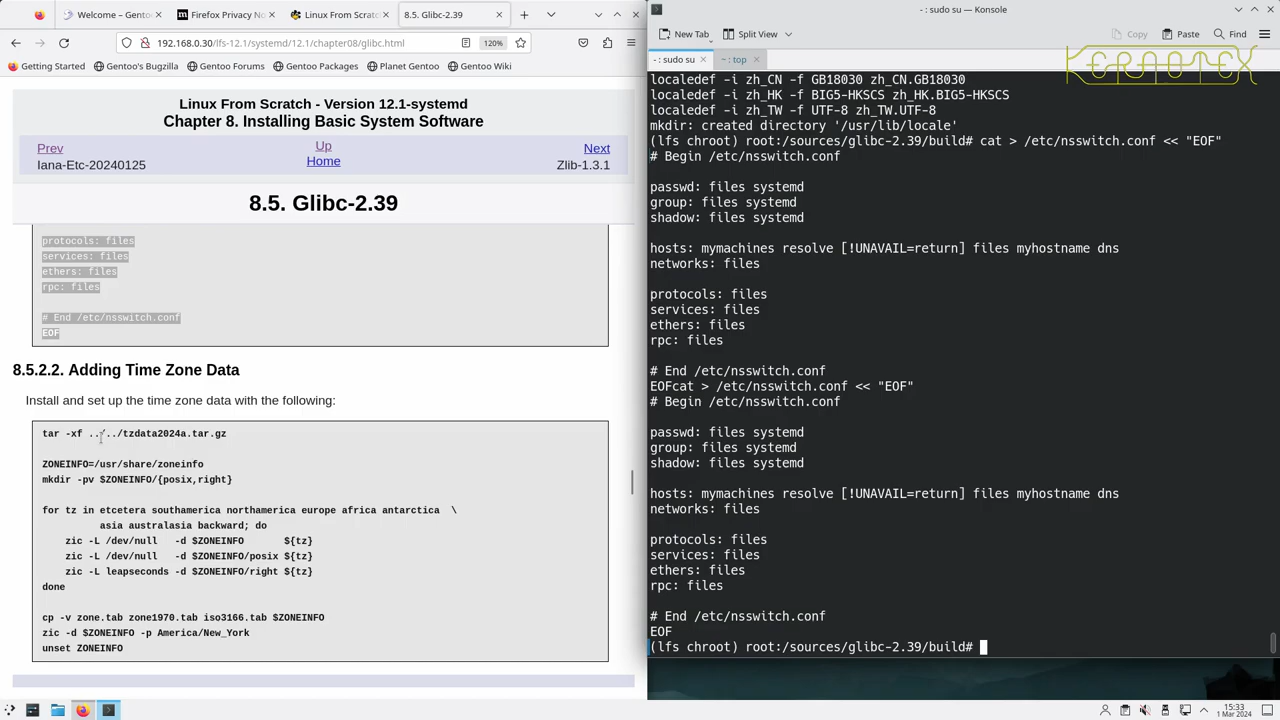 Welcome – Gento
Firefox Privacy No
Linux From Scratch
8.5. Glibc-2.39
192.168.0.30/lfs-12.1/systemd/12.1/chapter08/glibc.html
120%
Getting Started
Gentoo's Bugzilla
Gentoo Forums
Gentoo Packages
Planet Gentoo
Gentoo Wiki
Linux From Scratch - Version 12.1-systemd
Chapter 8. Installing Basic System Software
Prev
Up
Next
Iana-Etc-20240125
Home
Zlib-1.3.1
8.5. Glibc-2.39
protocols: files
services: files
ethers: files
rpc: files
# End /etc/nsswitch.conf
EOF
8.5.2.2. Adding Time Zone Data
Install and set up the time zone data with the following:
tar -xf ../../tzdata2024a.tar.gz
ZONEINFO=/usr/share/zoneinfo
mkdir -pv $ZONEINFO/{posix,right}
for tz in etcetera southamerica northamerica europe africa antarctica  \
          asia australasia backward; do
    zic -L /dev/null   -d $ZONEINFO       ${tz}
    zic -L /dev/null   -d $ZONEINFO/posix ${tz}
    zic -L leapseconds -d $ZONEINFO/right ${tz}
done
cp -v zone.tab zone1970.tab iso3166.tab $ZONEINFO
zic -d $ZONEINFO -p America/New_York
unset ZONEINFO
- : sudo su — Konsole
New Tab
Split View
Copy
Paste
Find
- : sudo su
~ : top
KERNOTEX
localedef -i zh_CN -f GB18030 zh_CN.GB18030
localedef -i zh_HK -f BIG5-HKSCS zh_HK.BIG5-HKSCS
localedef -i zh_TW -f UTF-8 zh_TW.UTF-8
mkdir: created directory '/usr/lib/locale'
(lfs chroot) root:/sources/glibc-2.39/build# cat > /etc/nsswitch.conf << "EOF"
# Begin /etc/nsswitch.conf
passwd: files systemd
group: files systemd
shadow: files systemd
hosts: mymachines resolve [!UNAVAIL=return] files myhostname dns
networks: files
protocols: files
services: files
ethers: files
rpc: files
# End /etc/nsswitch.conf
EOFcat > /etc/nsswitch.conf << "EOF"
# Begin /etc/nsswitch.conf
passwd: files systemd
group: files systemd
shadow: files systemd
hosts: mymachines resolve [!UNAVAIL=return] files myhostname dns
networks: files
protocols: files
services: files
ethers: files
rpc: files
# End /etc/nsswitch.conf
EOF
(lfs chroot) root:/sources/glibc-2.39/build#
15:33
1 Mar 2024